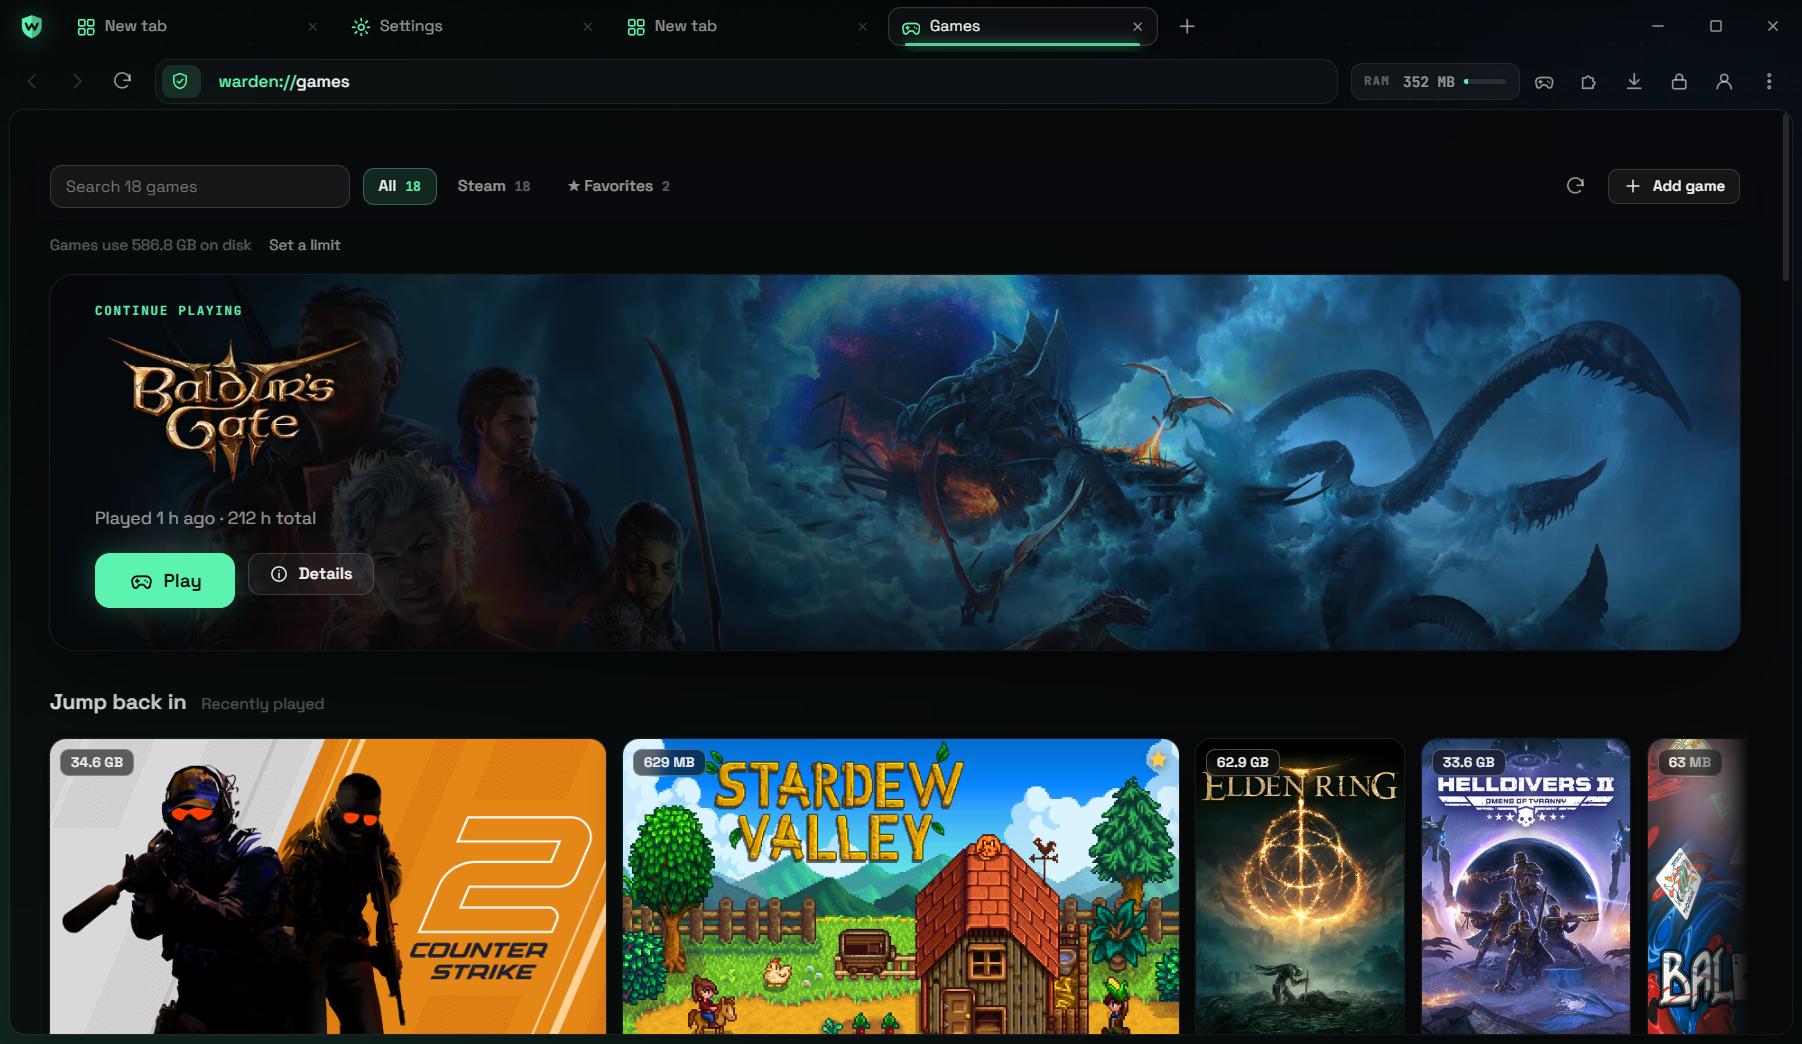 New tab
Settings
New tab
Games
warden://games
RAM 352 MB
Search 18 games
All 18
Steam 18
★ Favorites 2
Add game
Games use 586.8 GB on disk Set a limit
CONTINUE PLAYING
Baldur's
Gate
III
Played 1 h ago · 212 h total
Play
Details
Jump back in Recently played
34.6 GB
2
COUNTER
STRIKE
629 MB
STARDEW
VALLEY
62.9 GB
ELDEN RING
33.6 GB
HELLDIVERS II
OMENS OF TYRANNY
63 MB
BAL